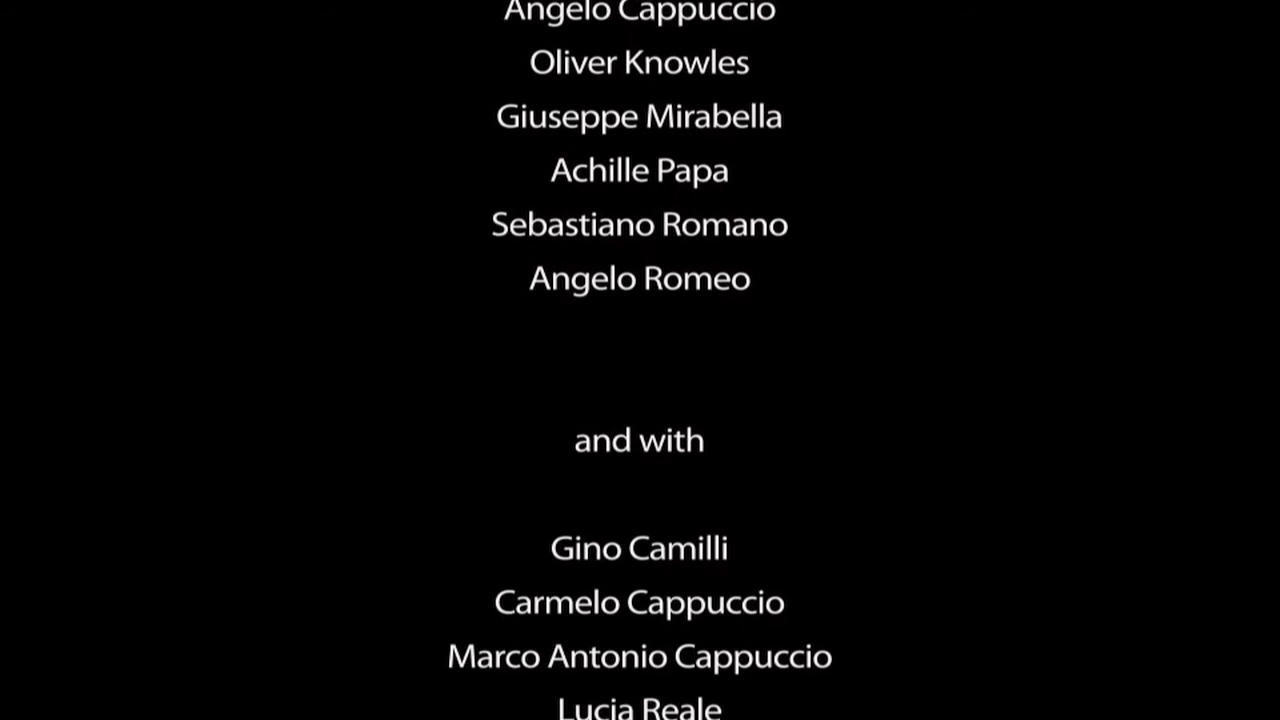 Angelo Cappuccio
Oliver Knowles
Giuseppe Mirabella
Achille Papa
Sebastiano Romano
Angelo Romeo
and with
Gino Camilli
Carmelo Cappuccio
Marco Antonio Cappuccio
Lucia Reale